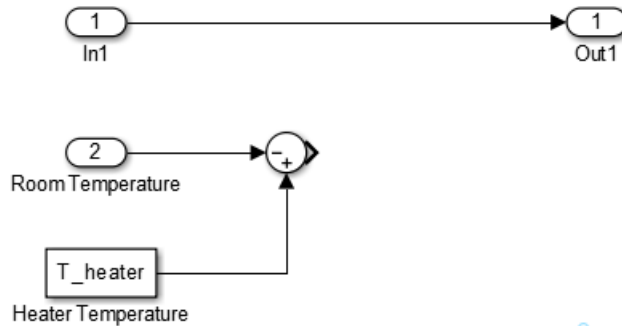 1
In1
1
Out1
2
Room Temperature
−
+
T_heater
Heater Temperature